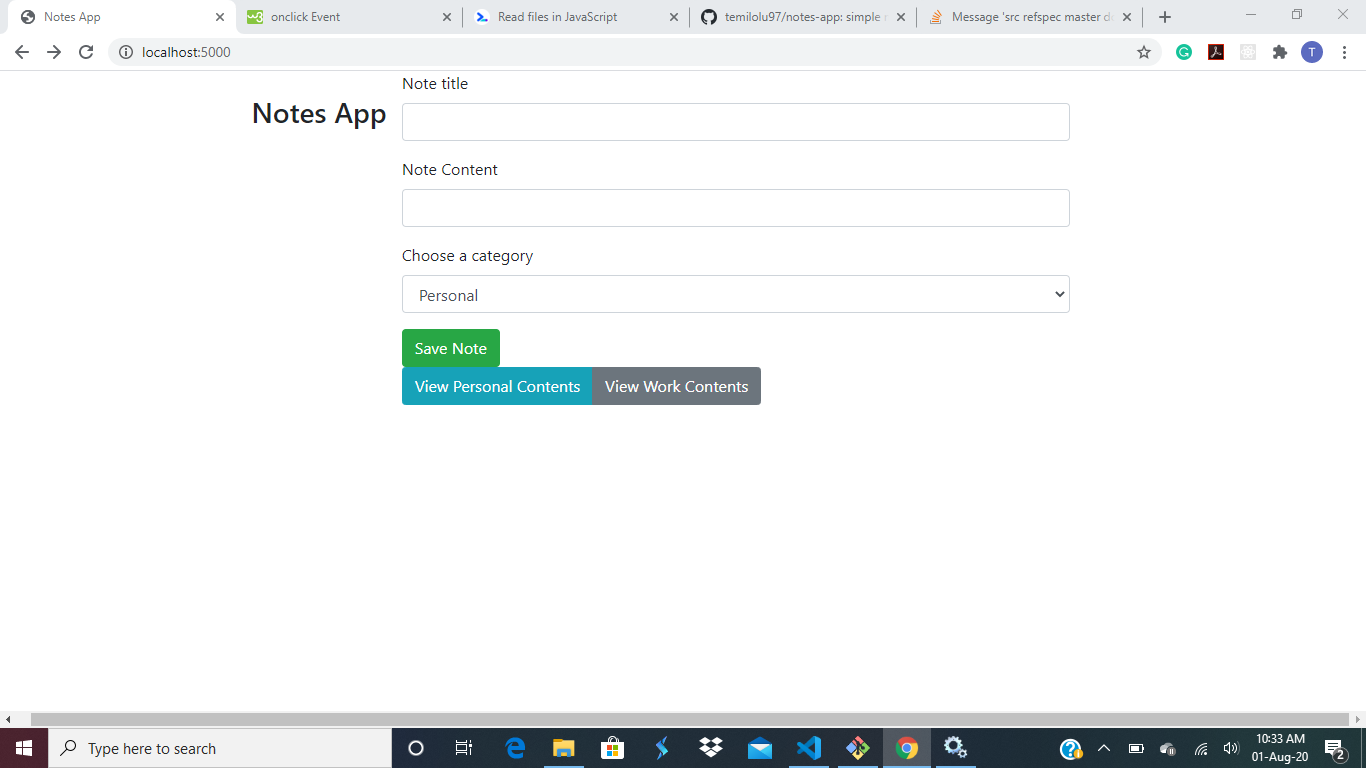 Notes App
onclick Event
Read files in JavaScript
temilolu97/notes-app: simple
Message 'src refspec master
localhost:5000
T
Note title
Notes App
Note Content
Choose a category
Personal
Save Note
View Personal Contents
View Work Contents
Type here to search
10:33 AM
01-Aug-20
2